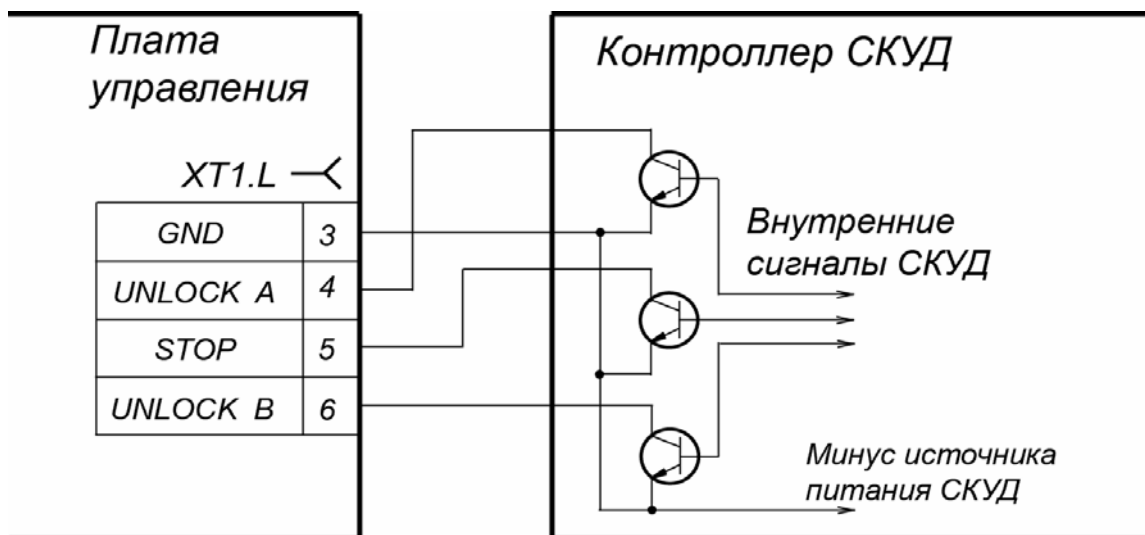 Плата
управления
Контроллер СКУД
XT1.L
GND 3
UNLOCK A 4
STOP 5
UNLOCK B 6
Внутренние
сигналы СКУД
Минус источника
питания СКУД